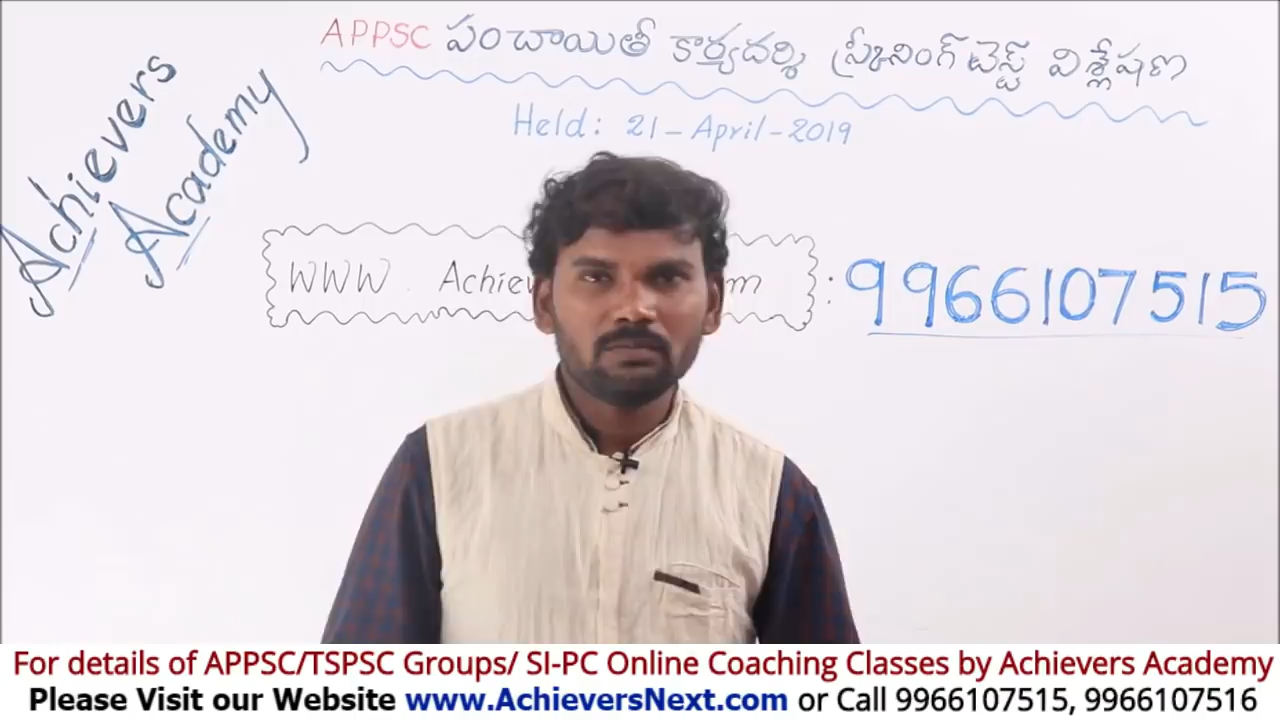 Achievers
Academy
APPSC పంచాయితీ కార్యదర్శి స్క్రీనింగ్ టెస్ట్ విశ్లేషణ
Held: 21-April-2019
WWW. Achiev m : 9966107515
For details of APPSC/TSPSC Groups/ SI-PC Online Coaching Classes by Achievers Academy
Please Visit our Website www.AchieversNext.com or Call 9966107515, 9966107516